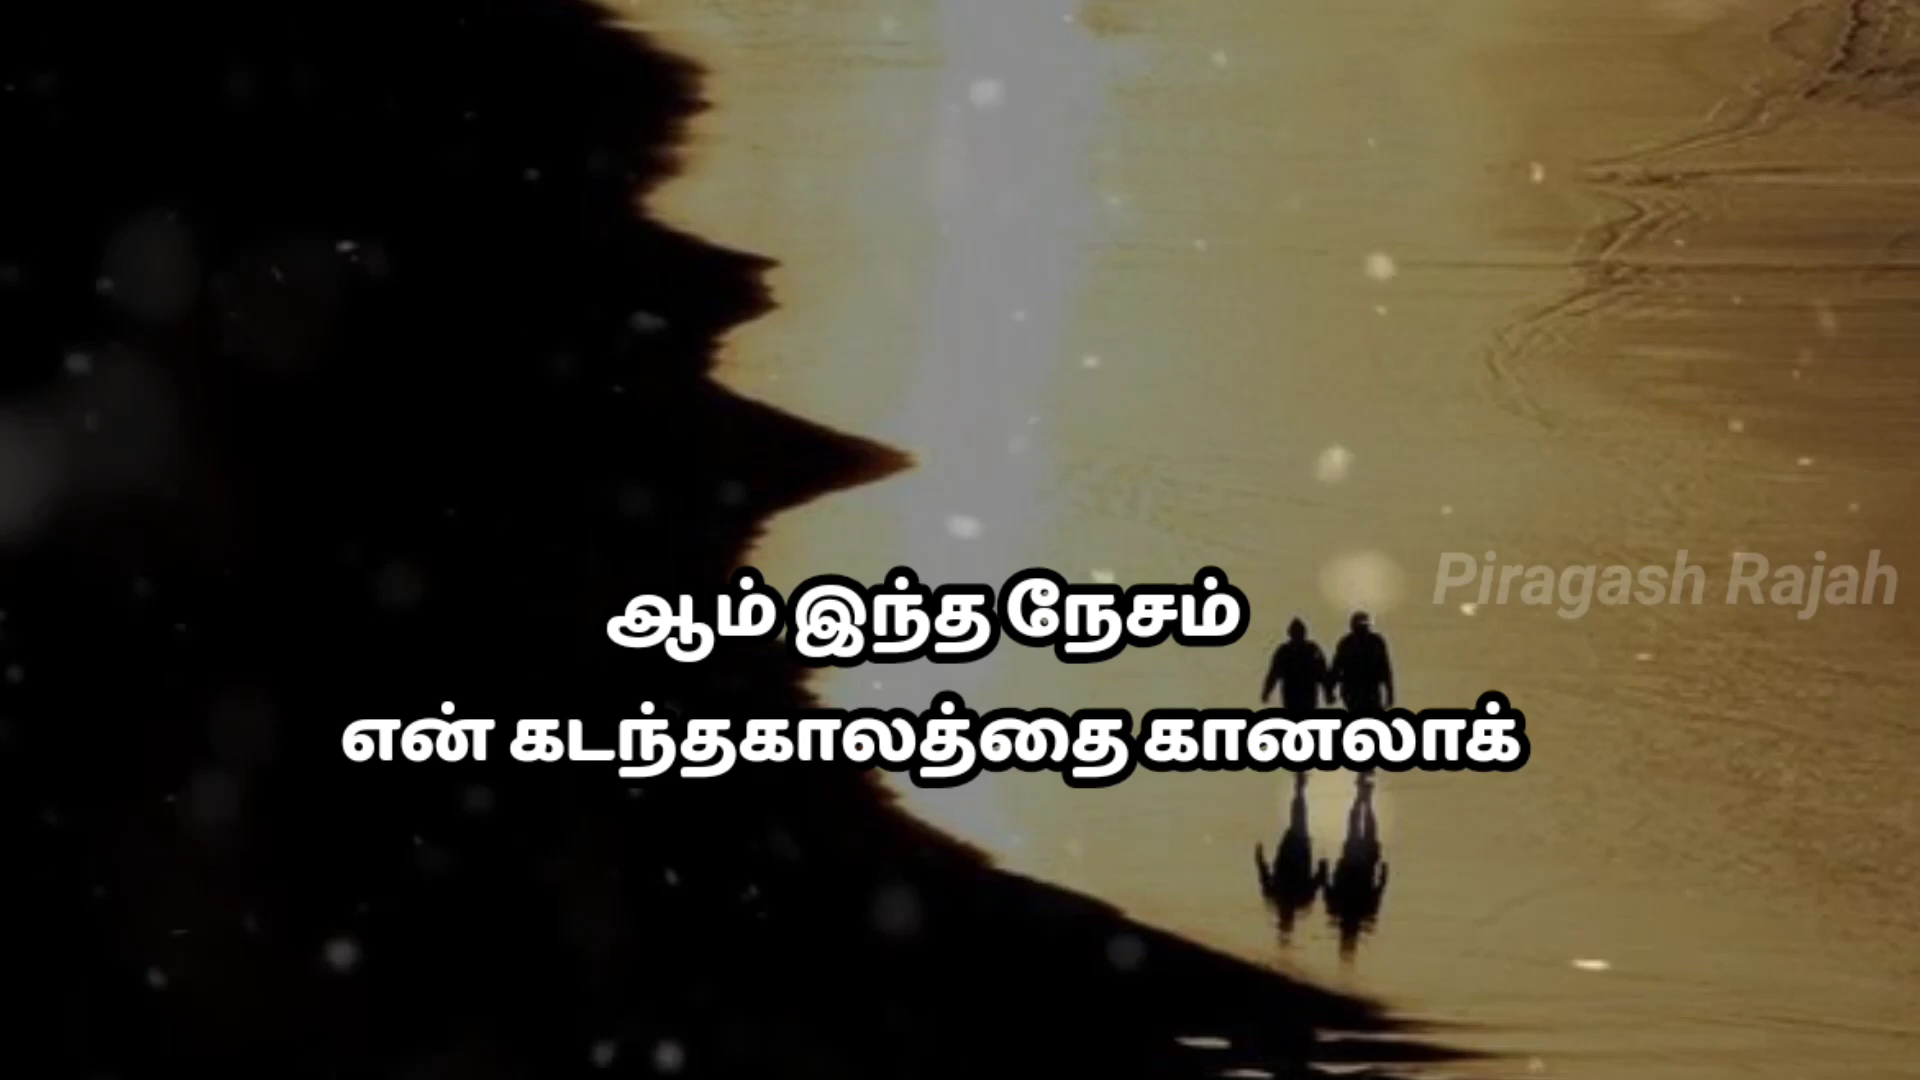 ஆம் இந்த நேசம்
என் கடந்தகாலத்தை கானலாக்
Piragash Rajah